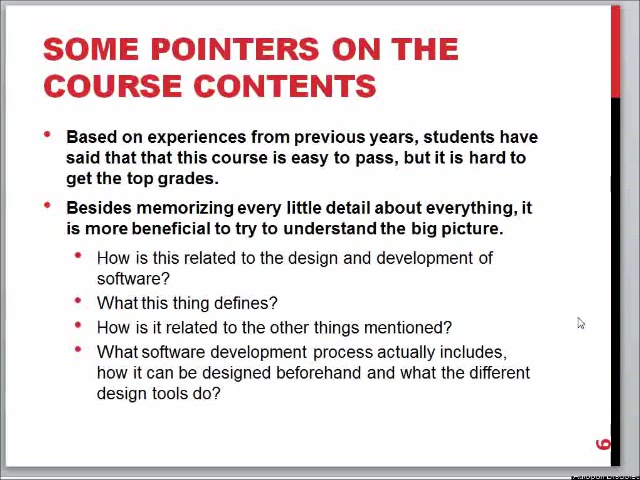 SOME POINTERS ON THE
COURSE CONTENTS
• Based on experiences from previous years, students have
said that that this course is easy to pass, but it is hard to
get the top grades.
• Besides memorizing every little detail about everything, it
is more beneficial to try to understand the big picture.
• How is this related to the design and development of
software?
• What this thing defines?
• How is it related to the other things mentioned?
• What software development process actually includes,
how it can be designed beforehand and what the different
design tools do?
6